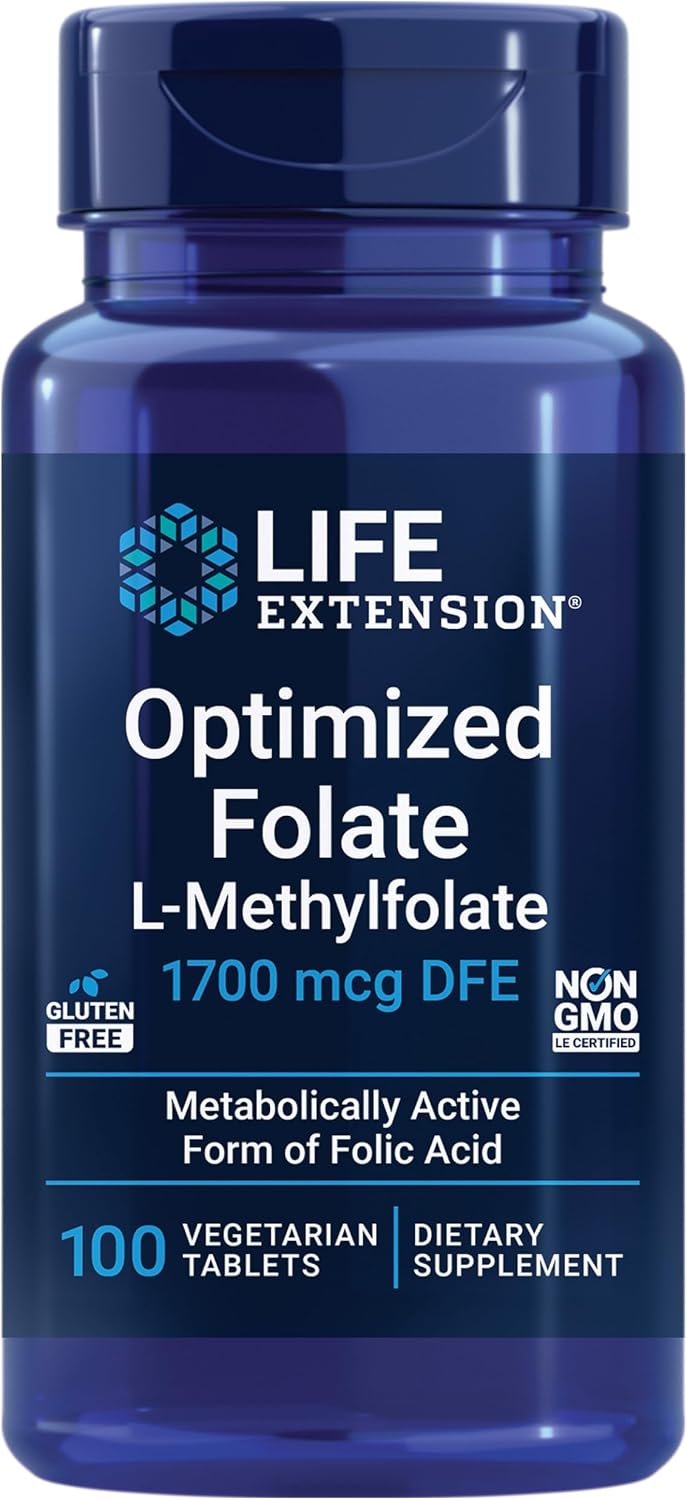 LIFE
EXTENSION®
Optimized
Folate
L-Methylfolate
1700 mcg DFE
GLUTEN
FREE
NON
GMO
LE CERTIFIED
Metabolically Active
Form of Folic Acid
100 VEGETARIAN TABLETS
DIETARY SUPPLEMENT